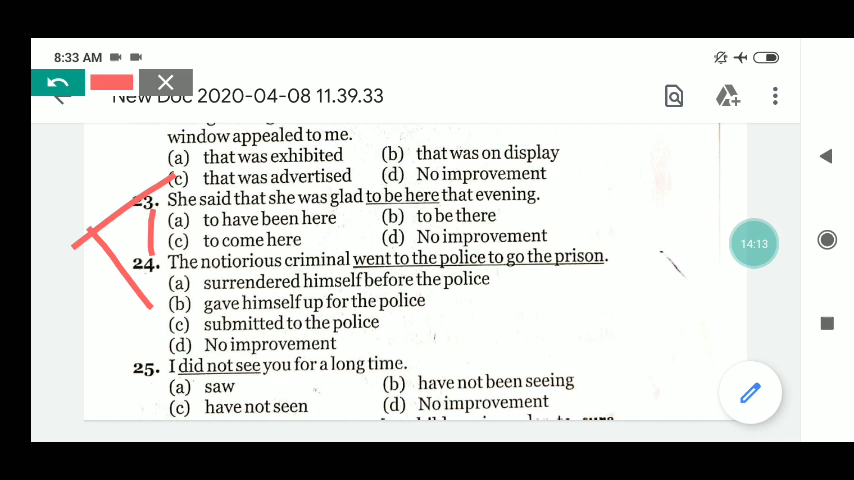 8:33 AM
New Doc 2020-04-08 11.39.33
window appealed to me.
(a) that was exhibited (b) that was on display
(c) that was advertised (d) No improvement
23. She said that she was glad to be here that evening.
(a) to have been here (b) to be there
(c) to come here (d) No improvement
24. The notiorious criminal went to the police to go the prison.
(a) surrendered himself before the police
(b) gave himself up for the police
(c) submitted to the police
(d) No improvement
25. I did not see you for a long time.
(a) saw (b) have not been seeing
(c) have not seen (d) No improvement
14:13